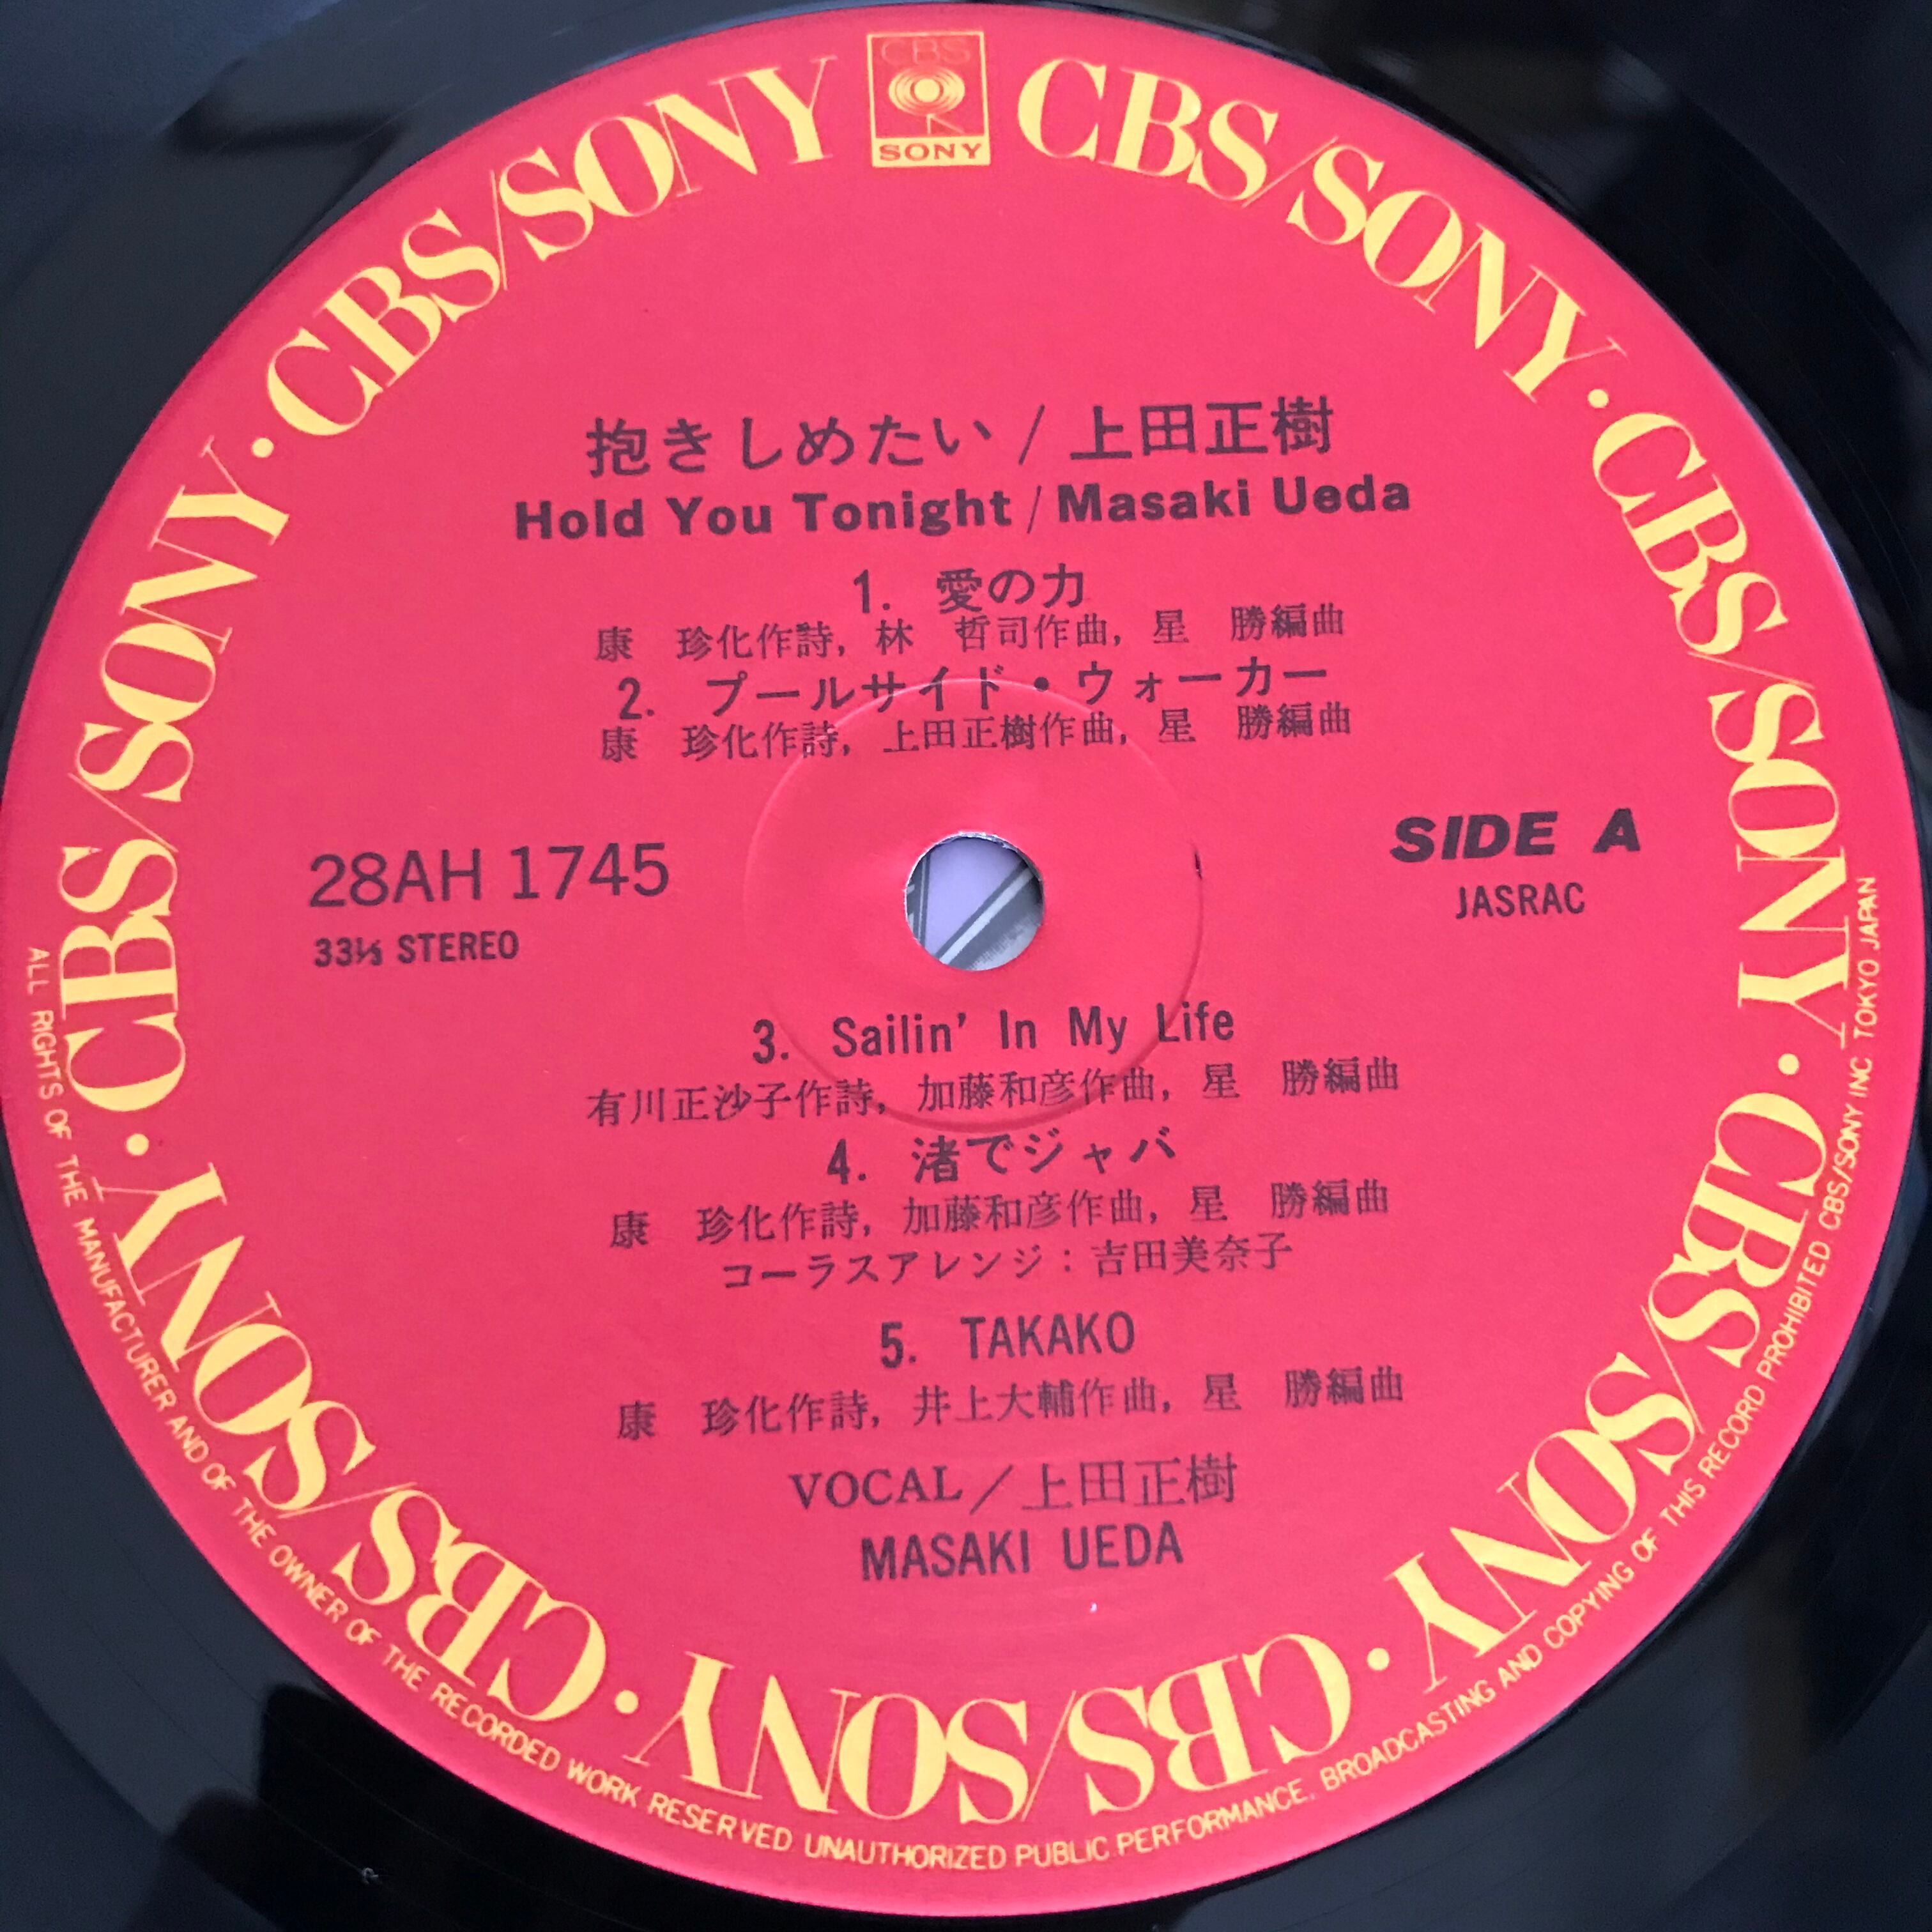 CBS
SONY
CBS/SONY · CBS/SONY · CBS/SONY · CBS/SONY · CBS/SONY · CBS/SONY · CBS/SONY · CBS/SONY
抱きしめたい/上田正樹
Hold You Tonight/Masaki Ueda
1. 愛の力
康 珍化作詩, 林 哲司作曲, 星 勝編曲
2. プールサイド・ウォーカー
康 珍化作詩, 上田正樹作曲, 星 勝編曲
28AH 1745
33⅓ STEREO
SIDE A
JASRAC
3. Sailin' In My Life
有川正沙子作詩, 加藤和彦作曲, 星 勝編曲
4. 渚でジャバ
康 珍化作詩, 加藤和彦作曲, 星 勝編曲
コーラスアレンジ:吉田美奈子
5. TAKAKO
康 珍化作詩, 井上大輔作曲, 星 勝編曲
VOCAL/上田正樹
MASAKI UEDA
ALL RIGHTS OF THE MANUFACTURER AND OF THE OWNER OF THE RECORDED WORK RESERVED UNAUTHORIZED PUBLIC PERFORMANCE. BROADCASTING AND COPYING OF THIS RECORD PROHIBITED CBS/SONY INC TOKYO JAPAN